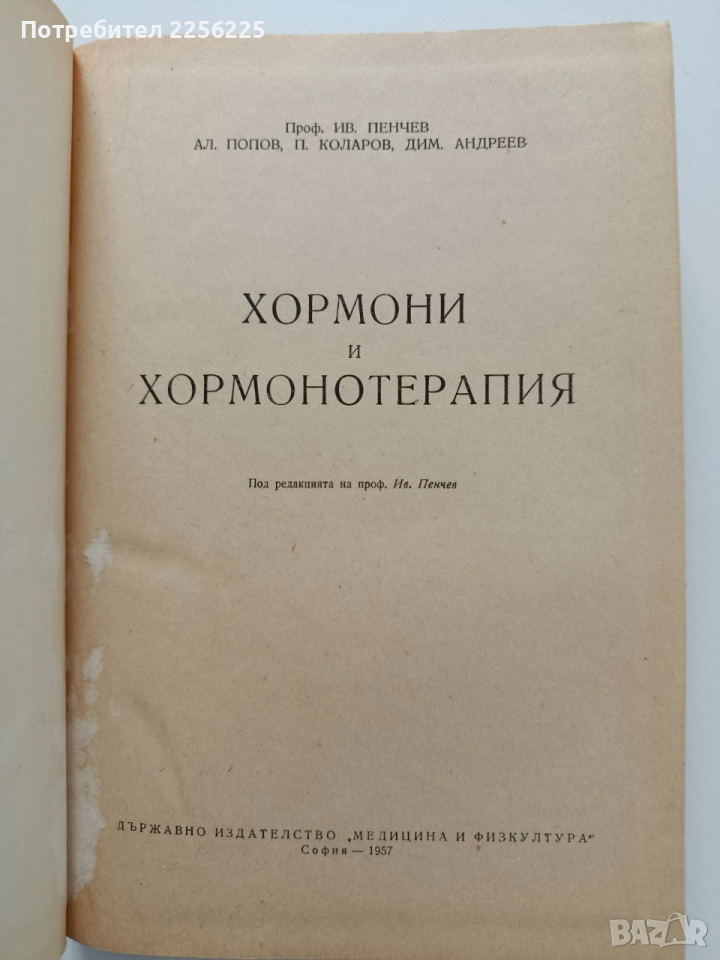 Потребител 2256225
Проф. ИВ. ПЕНЧЕВ
АЛ. ПОПОВ, П. КОЛАРОВ, ДИМ. АНДРЕЕВ
ХОРМОНИ
И
ХОРМОНОТЕРАПИЯ
Под редакцията на проф. Ив. Пенчев
ДЪРЖАВНО ИЗДАТЕЛСТВО „МЕДИЦИНА И ФИЗКУЛТУРА“
София — 1957
BAZAR